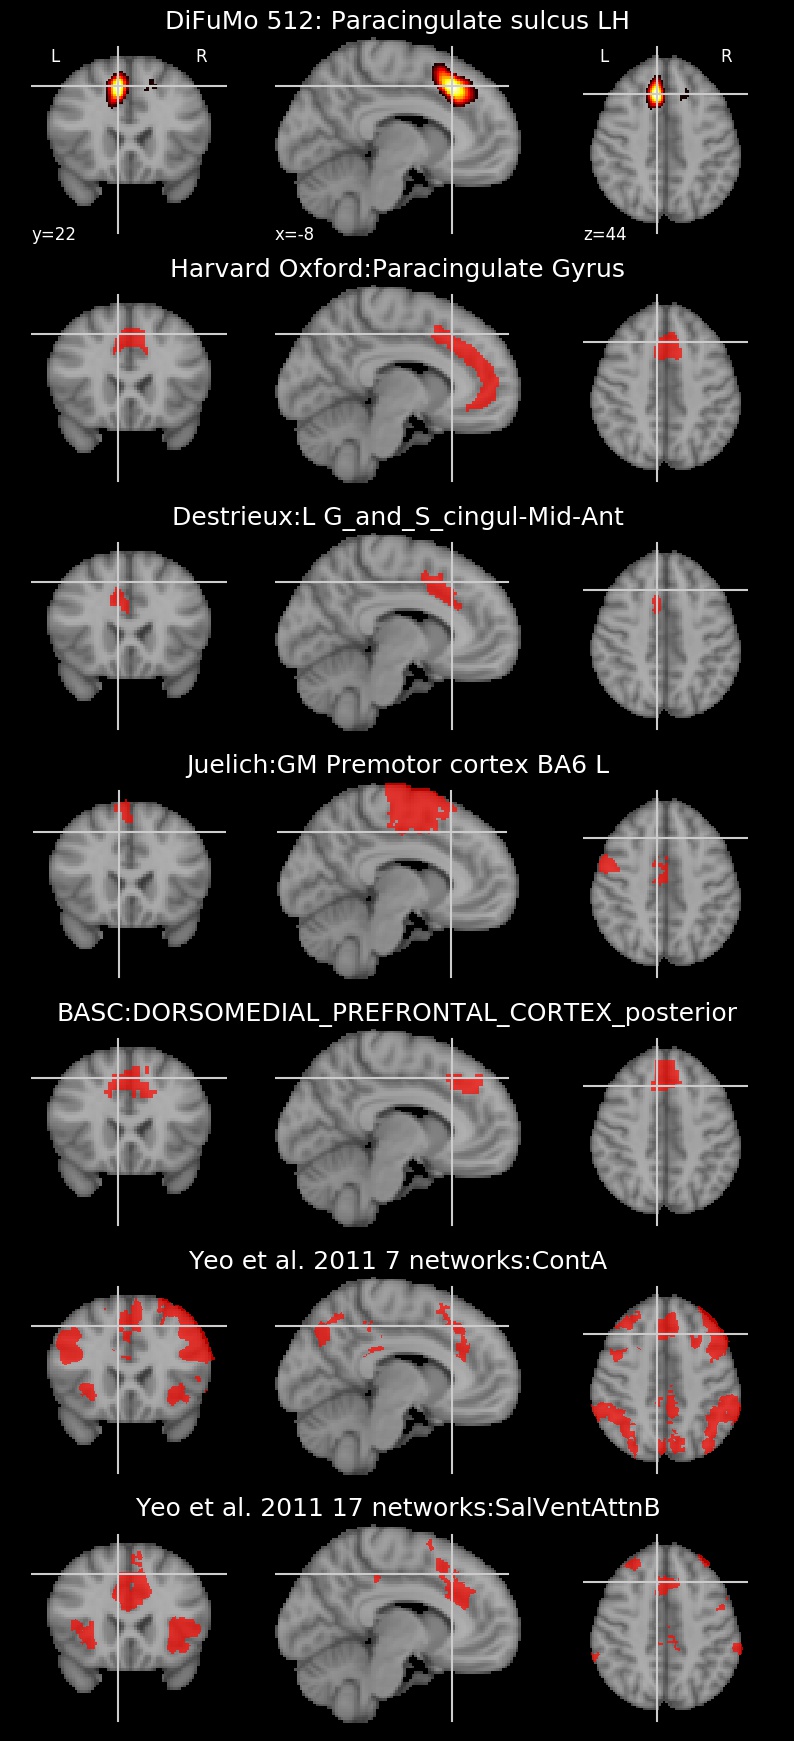 DiFuMo 512: Paracingulate sulcus LH
L R L R
y=22 x=-8 z=44
Harvard Oxford:Paracingulate Gyrus
Destrieux:L G_and_S_cingul-Mid-Ant
Juelich:GM Premotor cortex BA6 L
BASC:DORSOMEDIAL_PREFRONTAL_CORTEX_posterior
Yeo et al. 2011 7 networks:ContA
Yeo et al. 2011 17 networks:SalVentAttnB